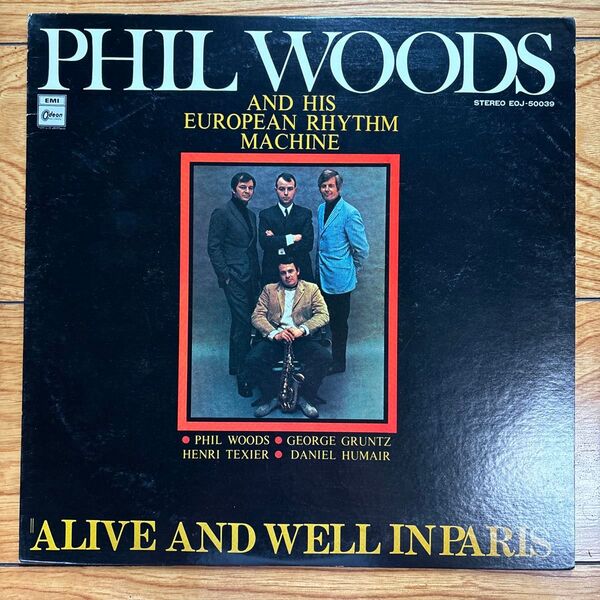 PHIL WOODS
EMI
Odeon
STEREO EOJ-50039
AND HIS
EUROPEAN RHYTHM
MACHINE
● PHIL WOODS ● GEORGE GRUNTZ
HENRI TEXIER ● DANIEL HUMAIR
"ALIVE AND WELL IN PARIS